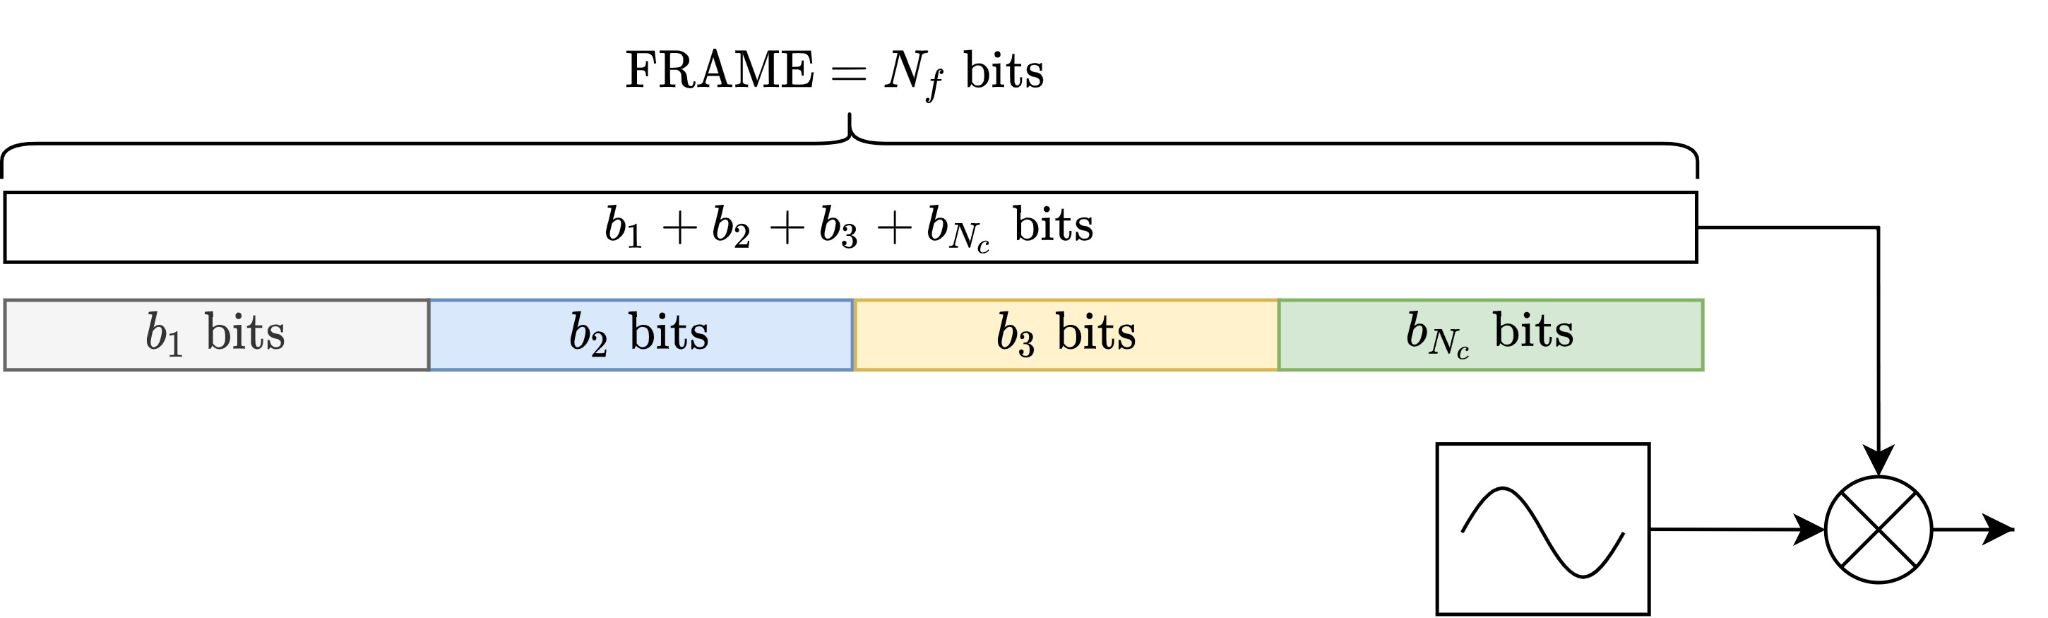 FRAME = N_f bits
b_1 + b_2 + b_3 + b_{N_c} bits
b_1 bits b_2 bits b_3 bits b_{N_c} bits